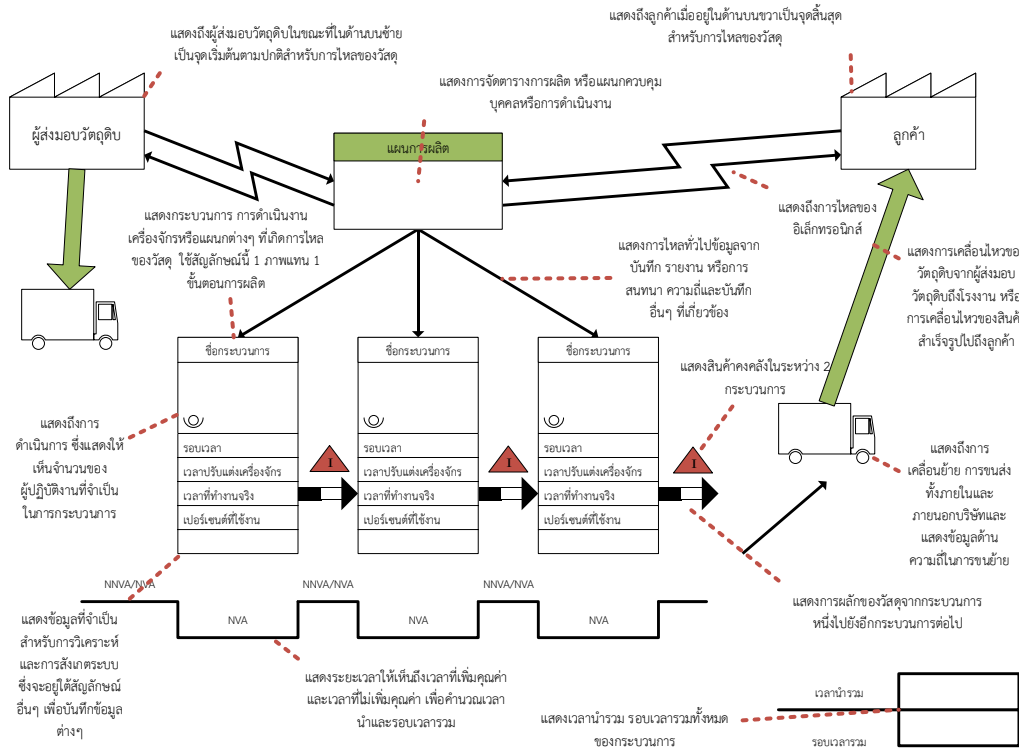 แสดงถึงลูกค้าเมื่ออยู่ในด้านบนขวาเป็นจุดสิ้นสุด
สำหรับการไหลของวัสดุ
แสดงถึงผู้ส่งมอบวัตถุดิบในขณะที่ในด้านบนซ้าย
เป็นจุดเริ่มต้นตามปกติสำหรับการไหลของวัสดุ
แสดงการจัดตารางการผลิต หรือแผนกควบคุม
บุคคลหรือการดำเนินงาน
ผู้ส่งมอบวัตถุดิบ
แผนการผลิต
ลูกค้า
แสดงถึงการไหลของ
อิเล็กทรอนิกส์
แสดงกระบวนการ การดำเนินงาน
เครื่องจักรหรือแผนกต่างๆ ที่เกิดการไหล
ของวัสดุ ใช้สัญลักษณ์นี้ 1 ภาพแทน 1
ขั้นตอนการผลิต
แสดงการไหลทั่วไปข้อมูลจาก
บันทึก รายงาน หรือการ
สนทนา ความถี่และบันทึก
อื่นๆ ที่เกี่ยวข้อง
แสดงการเคลื่อนไหวขอ
วัตถุดิบจากผู้ส่งมอบ
วัตถุดิบถึงโรงงาน หรือ
การเคลื่อนไหวของสินค้
สำเร็จรูปไปถึงลูกค้า
ชื่อกระบวนการ
รอบเวลา
เวลาปรับแต่งเครื่องจักร
เวลาที่ทำงานจริง
เปอร์เซนต์ที่ใช้งาน
I
ชื่อกระบวนการ
รอบเวลา
เวลาปรับแต่งเครื่องจักร
เวลาที่ทำงานจริง
เปอร์เซนต์ที่ใช้งาน
I
ชื่อกระบวนการ
รอบเวลา
เวลาปรับแต่งเครื่องจักร
เวลาที่ทำงานจริง
เปอร์เซนต์ที่ใช้งาน
I
แสดงสินค้าคงคลังในระหว่าง 2
กระบวนการ
แสดงถึงการ
ดำเนินการ ซึ่งแสดงให้
เห็นจำนวนของ
ผู้ปฏิบัติงานที่จำเป็น
ในการกระบวนการ
แสดงถึงการ
เคลื่อนย้าย การขนส่ง
ทั้งภายในและ
ภายนอกบริษัทและ
แสดงข้อมูลด้าน
ความถี่ในการขนย้าย
NNVA/NVA
NNVA/NVA
NNVA/NVA
NVA
NVA
NVA
แสดงการผลักของวัสดุจากกระบวนการ
หนึ่งไปยังอีกกระบวนการต่อไป
แสดงข้อมูลที่จำเป็น
สำหรับการวิเคราะห์
และการสังเกตระบบ
ซึ่งจะอยู่ใต้สัญลักษณ์
อื่นๆ เพื่อบันทึกข้อมูล
ต่างๆ
แสดงระยะเวลาให้เห็นถึงเวลาที่เพิ่มคุณค่า
และเวลาที่ไม่เพิ่มคุณค่า เพื่อคำนวณเวลา
นำและรอบเวลารวม
แสดงเวลานำรวม รอบเวลารวมทั้งหมด
ของกระบวนการ
เวลานำรวม
รอบเวลารวม